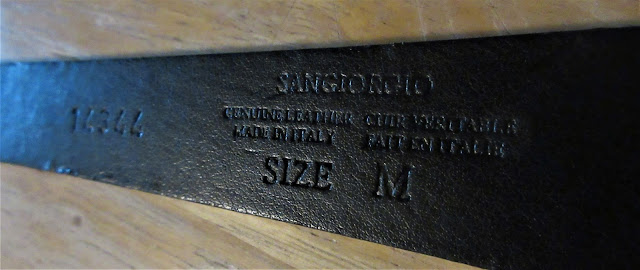 SANGIORGIO
14344
GENUINE LEATHER CUIR VERITABLE
MADE IN ITALY FAIT EN ITALIE
SIZE M